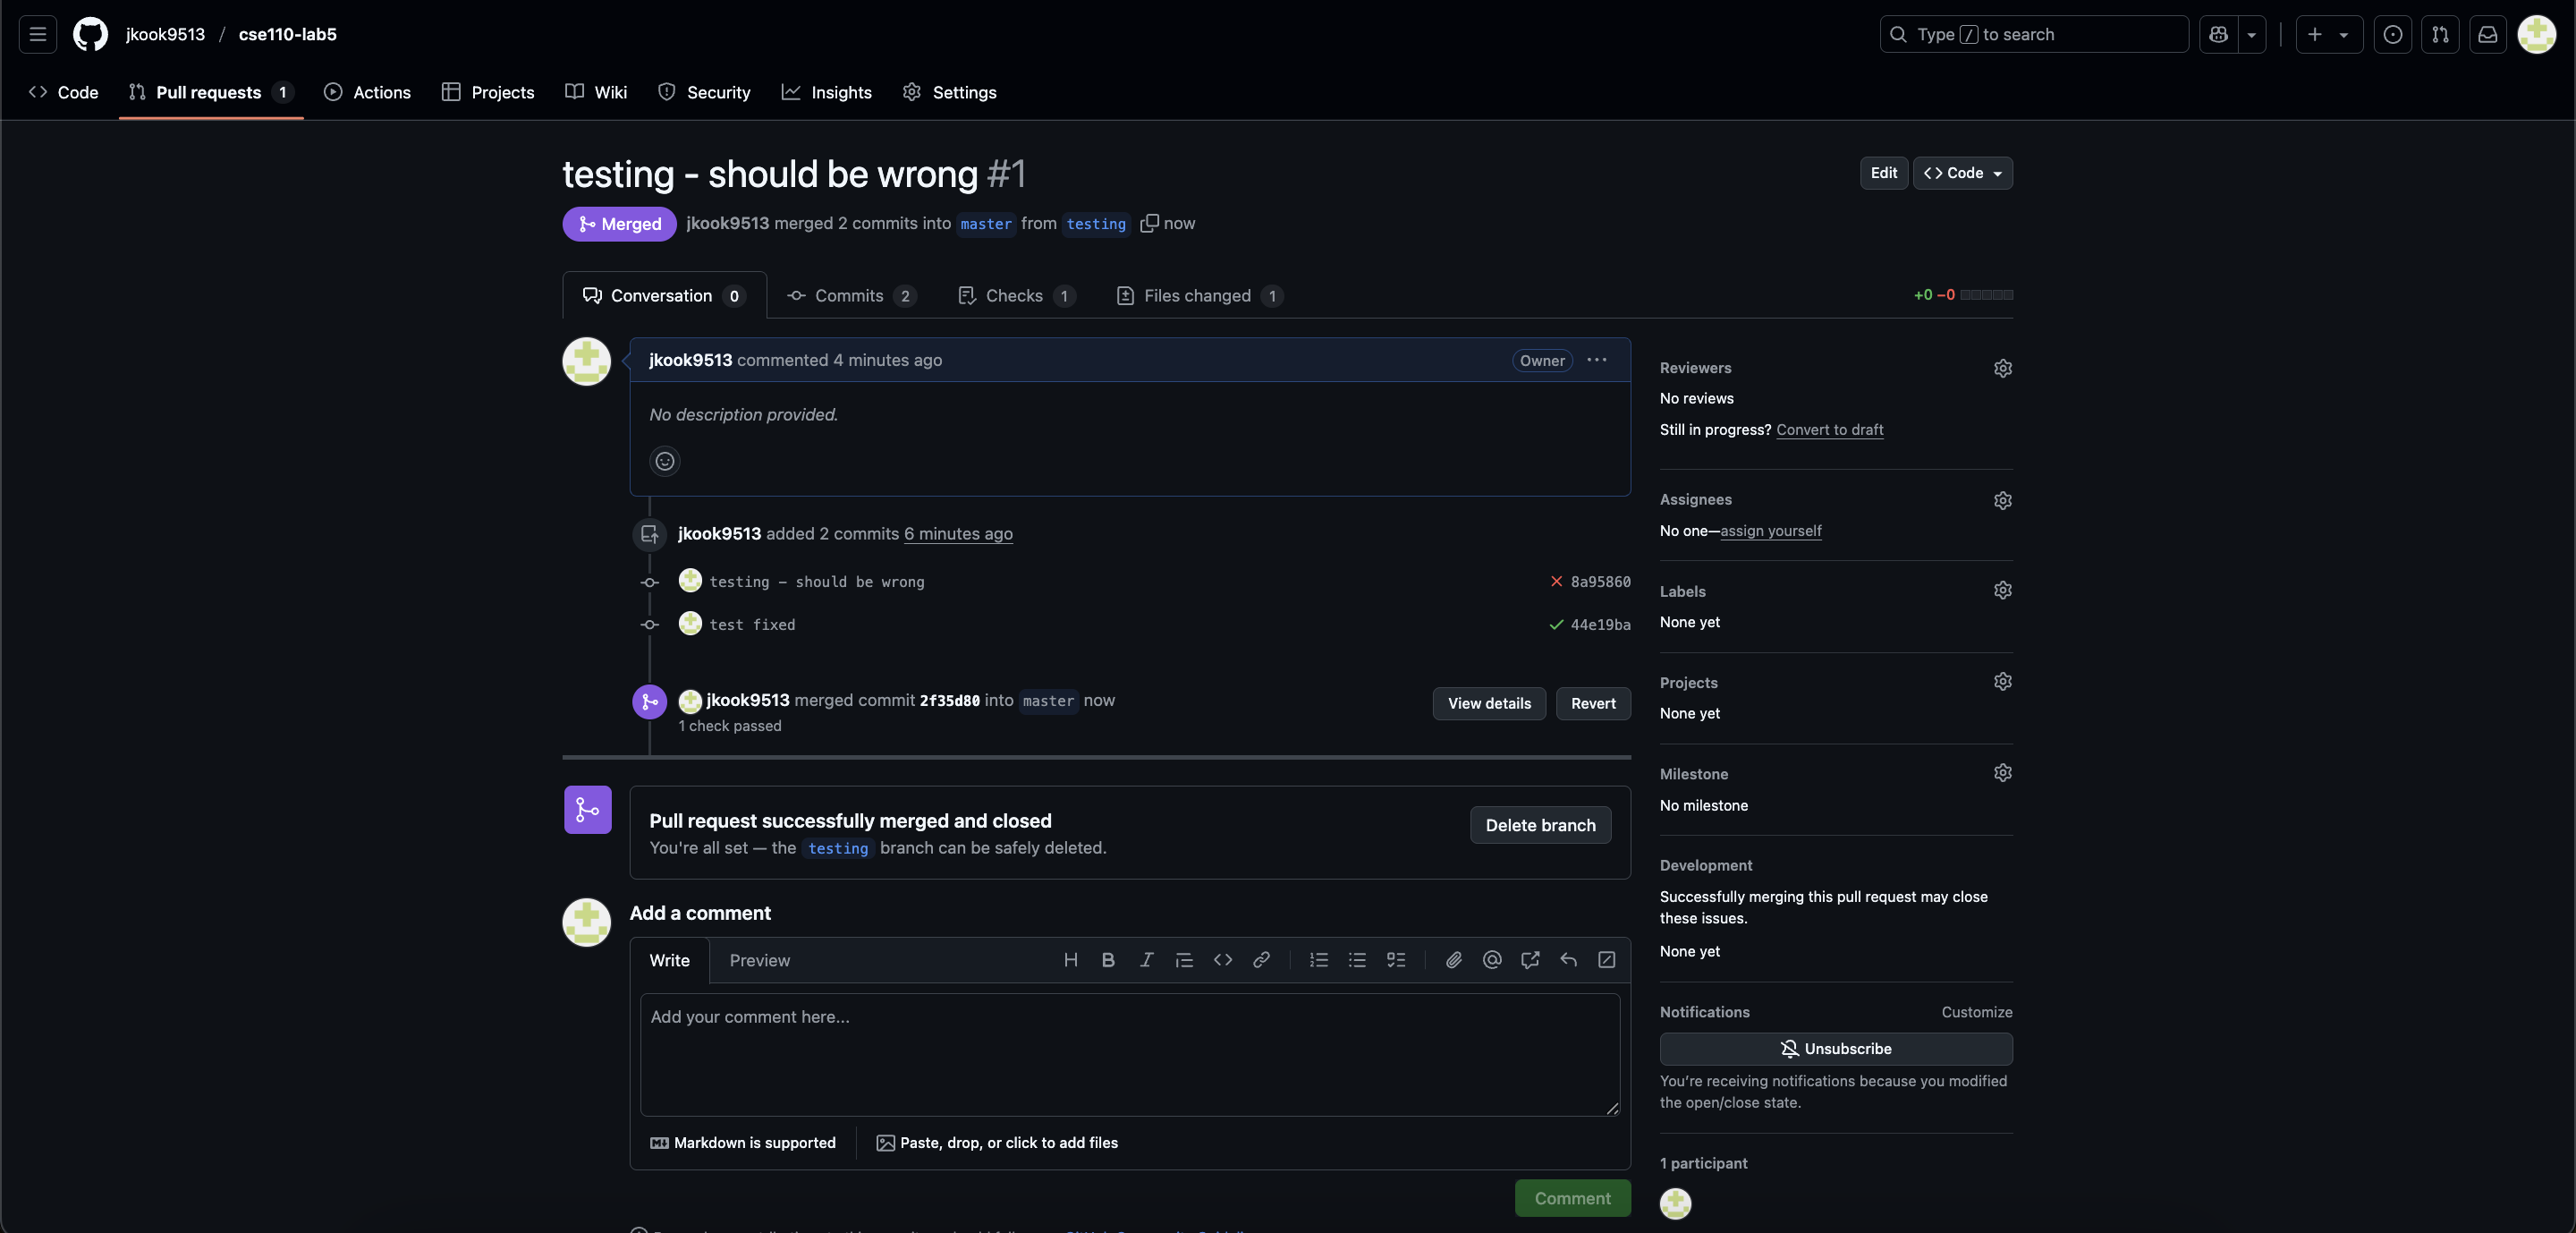 jkook9513 / cse110-lab5
Type / to search
Code
Pull requests 1
Actions
Projects
Wiki
Security
Insights
Settings
testing - should be wrong #1
Edit
<> Code
Merged
jkook9513 merged 2 commits into master from testing now
Conversation 0
Commits 2
Checks 1
Files changed 1
+0 −0
jkook9513 commented 4 minutes ago
Owner
No description provided.
jkook9513 added 2 commits 6 minutes ago
testing - should be wrong
8a95860
test fixed
44e19ba
jkook9513 merged commit 2f35d80 into master now
1 check passed
View details
Revert
Pull request successfully merged and closed
You're all set — the testing branch can be safely deleted.
Delete branch
Add a comment
Write
Preview
Add your comment here...
Markdown is supported
Paste, drop, or click to add files
Comment
Reviewers
No reviews
Still in progress? Convert to draft
Assignees
No one—assign yourself
Labels
None yet
Projects
None yet
Milestone
No milestone
Development
Successfully merging this pull request may close
these issues.
None yet
Notifications
Customize
Unsubscribe
You're receiving notifications because you modified
the open/close state.
1 participant